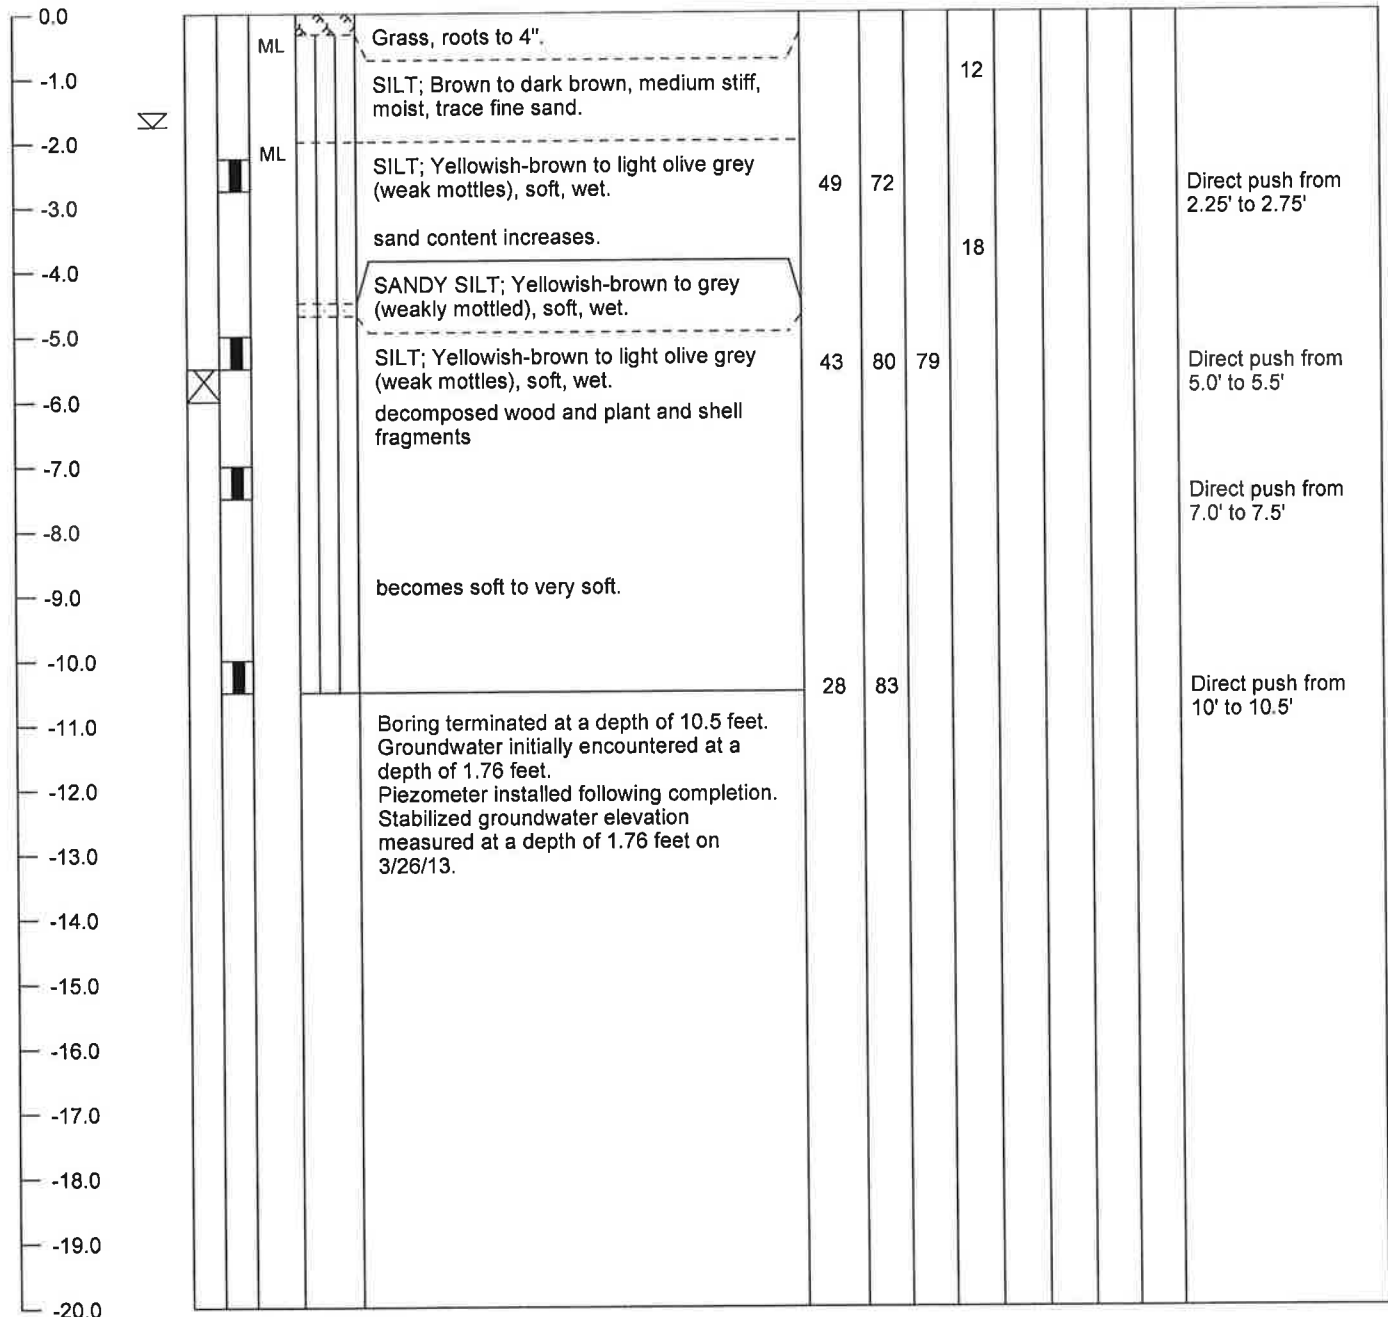 0.0
ML
Grass, roots to 4".
12
-1.0
SILT; Brown to dark brown, medium stiff,
moist, trace fine sand.
-2.0
ML
SILT; Yellowish-brown to light olive grey
(weak mottles), soft, wet.
49 72
Direct push from
2.25' to 2.75'
-3.0
sand content increases.
18
-4.0
SANDY SILT; Yellowish-brown to grey
(weakly mottled), soft, wet.
-5.0
SILT; Yellowish-brown to light olive grey
(weak mottles), soft, wet.
43 80 79
Direct push from
5.0' to 5.5'
-6.0
decomposed wood and plant and shell
fragments
-7.0
Direct push from
7.0' to 7.5'
-8.0
becomes soft to very soft.
-9.0
-10.0
28 83
Direct push from
10' to 10.5'
-11.0
Boring terminated at a depth of 10.5 feet.
Groundwater initially encountered at a
depth of 1.76 feet.
-12.0
Piezometer installed following completion.
Stabilized groundwater elevation
measured at a depth of 1.76 feet on
3/26/13.
-13.0
-14.0
-15.0
-16.0
-17.0
-18.0
-19.0
-20.0